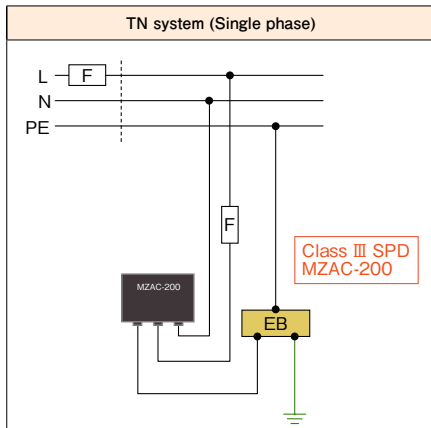 TN system (Single phase)
L
F
N
PE
F
Class Ⅲ SPD
MZAC-200
MZAC-200
EB